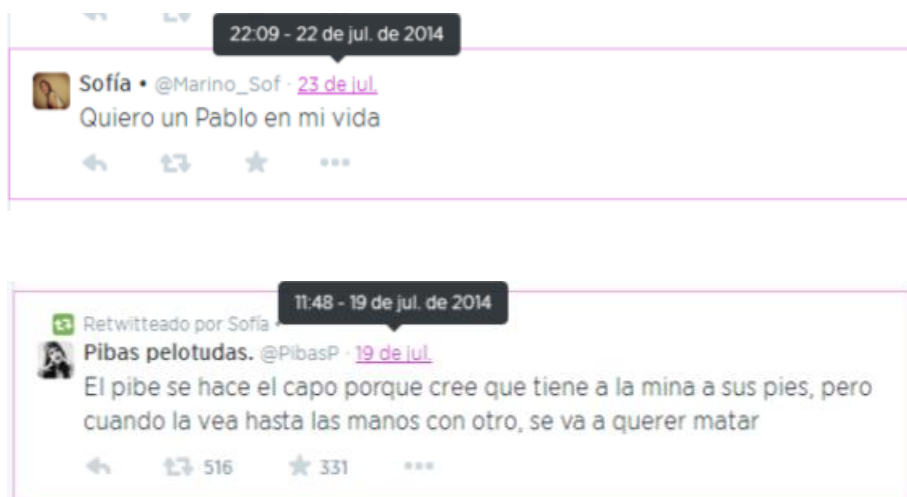 22:09 - 22 de jul. de 2014
Sofía • @Marino_Sof · 23 de jul.
Quiero un Pablo en mi vida
11:48 - 19 de jul. de 2014
Retwitteado por Sofía •
Pibas pelotudas. @PibasP · 19 de jul.
El pibe se hace el capo porque cree que tiene a la mina a sus pies, pero
cuando la vea hasta las manos con otro, se va a querer matar
516 331